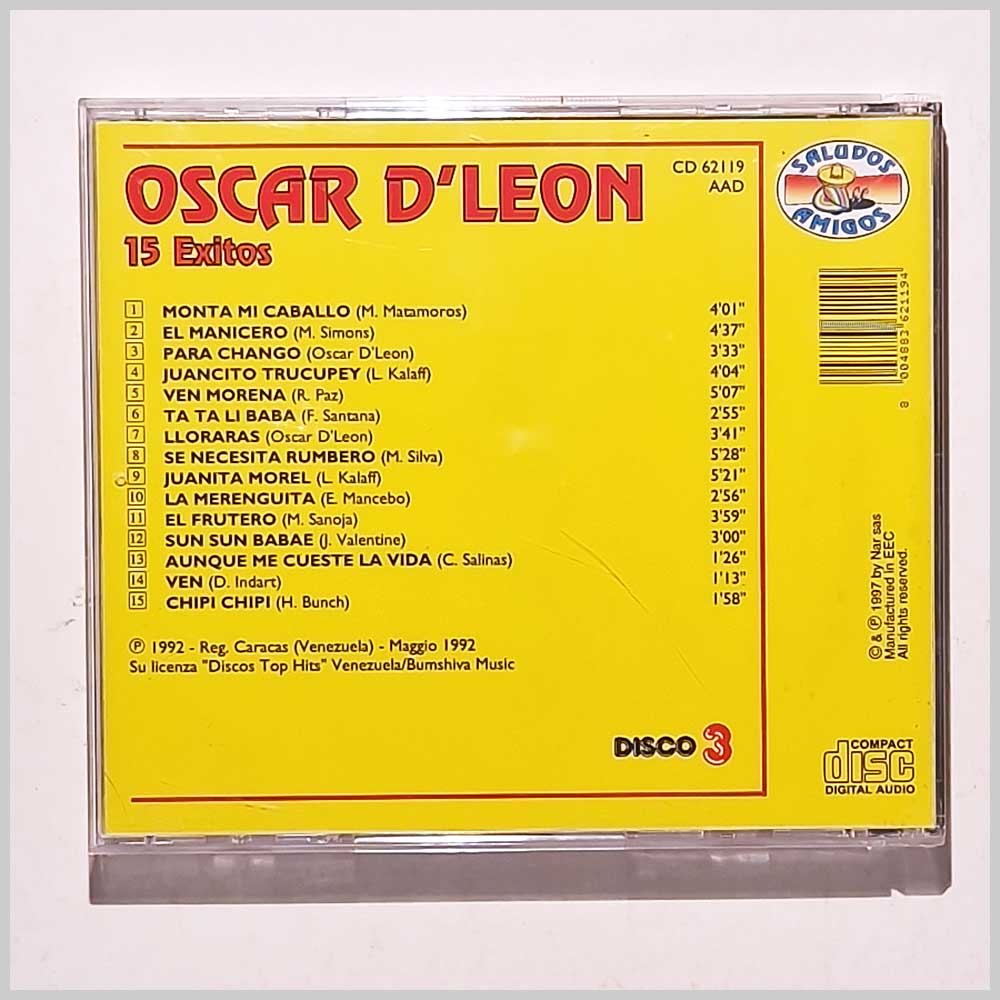 OSCAR D'LEON
15 Exitos
CD 62119
AAD
SALUDOS
AMIGOS
1 MONTA MI CABALLO (M. Matamoros) 4'01"
2 EL MANICERO (M. Simons) 4'37"
3 PARA CHANGO (Oscar D'Leon) 3'33"
4 JUANCITO TRUCUPEY (L. Kalaff) 4'04"
5 VEN MORENA (R. Paz) 5'07"
6 TA TA LI BABA (F. Santana) 2'55"
7 LLORARAS (Oscar D'Leon) 3'41"
8 SE NECESITA RUMBERO (M. Silva) 5'28"
9 JUANITA MOREL (L. Kalaff) 5'21"
10 LA MERENGUITA (E. Mancebo) 2'56"
11 EL FRUTERO (M. Sanoja) 3'59"
12 SUN SUN BABAE (J. Valentine) 3'00"
13 AUNQUE ME CUESTE LA VIDA (C. Salinas) 1'26"
14 VEN (D. Indart) 1'13"
15 CHIPI CHIPI (H. Bunch) 1'58"
℗ 1992 - Reg. Caracas (Venezuela) - Maggio 1992
Su licenza "Discos Top Hits" Venezuela/Bumshiva Music
DISCO 3
8 004883 621194
© & ℗ 1997 by Nar sas
Manufactured in EEC
All rights reserved.
COMPACT
disc
DIGITAL AUDIO